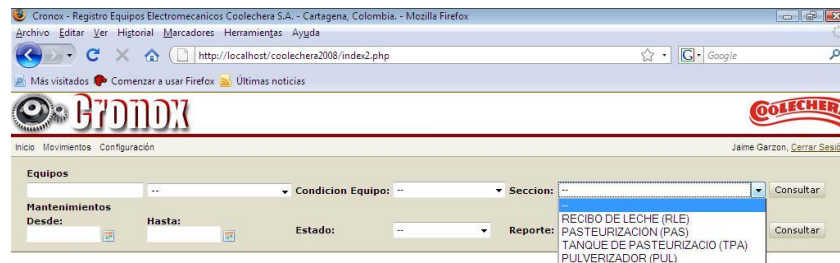 Cronox - Registro Equipos Electromecanicos Coolechera S.A. - Cartagena, Colombia. - Mozilla Firefox
Archivo Editar Ver Historial Marcadores Herramientas Ayuda
http://localhost/coolechera2008/index2.php
G Google
Más visitados Comenzar a usar Firefox Últimas noticias
Cronox
COOLECHERA
Inicio Movimientos Configuración
Jaime Garzon, Cerrar Sesió
Equipos
-- Condicion Equipo: -- Seccion: -- Consultar
--
Mantenimientos
Desde: Hasta: Estado: -- Reporte: Consultar
RECIBO DE LECHE (RLE)
PASTEURIZACION (PAS)
TANQUE DE PASTEURIZACIO (TPA)
PULVERIZADOR (PUL)